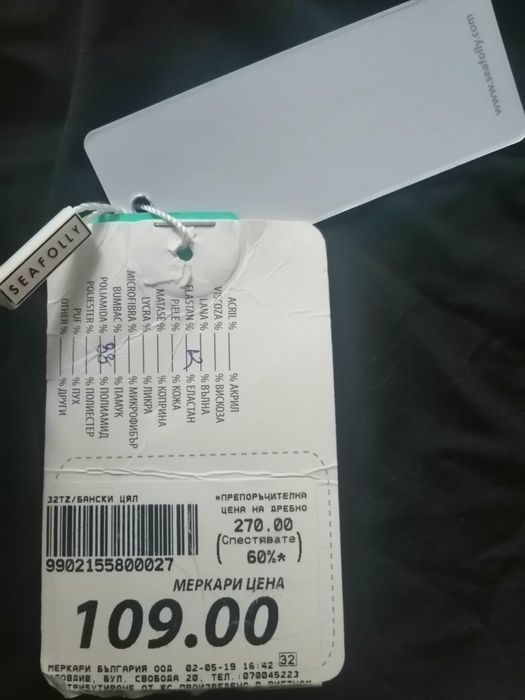 www.seafolly.com
SEAFOLLY
ACRIL % % АКРИЛ
VISCOZA % % ВИСКОЗА
LANA % % ВЪЛНА
ELASTAN % 12 % ЕЛАСТАН
PIELE % % КОЖА
MATASE % % КОПРИНА
LYCRA % % ЛИКРА
MICROFIBRA % % МИКРОФИБЪР
BUMBAC % % ПАМУК
POLIAMIDA % 88 % ПОЛИАМИД
POLIESTER % % ПОЛИЕСТЕР
PUF % % ПУХ
OTHER % % ДРУГИ
32TZ/БАНСКИ ЦЯЛ
*ПРЕПОРЪЧИТЕЛНА
ЦЕНА НА ДРЕБНО
270.00
(Спестявате
60%*)
9902155800027
МЕРКАРИ ЦЕНА
109.00
МЕРКАРИ БЪЛГАРИЯ ООД 02-05-19 16:42 32
ПЛОВДИВ, БУЛ. СВОБОДА 20, ТЕЛ.:070045223